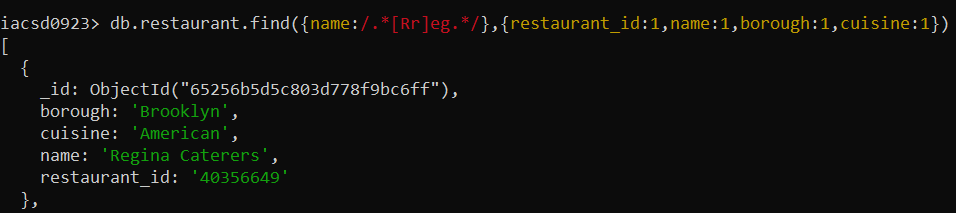 iacsd0923> db.restaurant.find({name:/.*[Rr]eg.*/},{restaurant_id:1,name:1,borough:1,cuisine:1})
[
  {
    _id: ObjectId("65256b5d5c803d778f9bc6ff"),
    borough: 'Brooklyn',
    cuisine: 'American',
    name: 'Regina Caterers',
    restaurant_id: '40356649'
  },